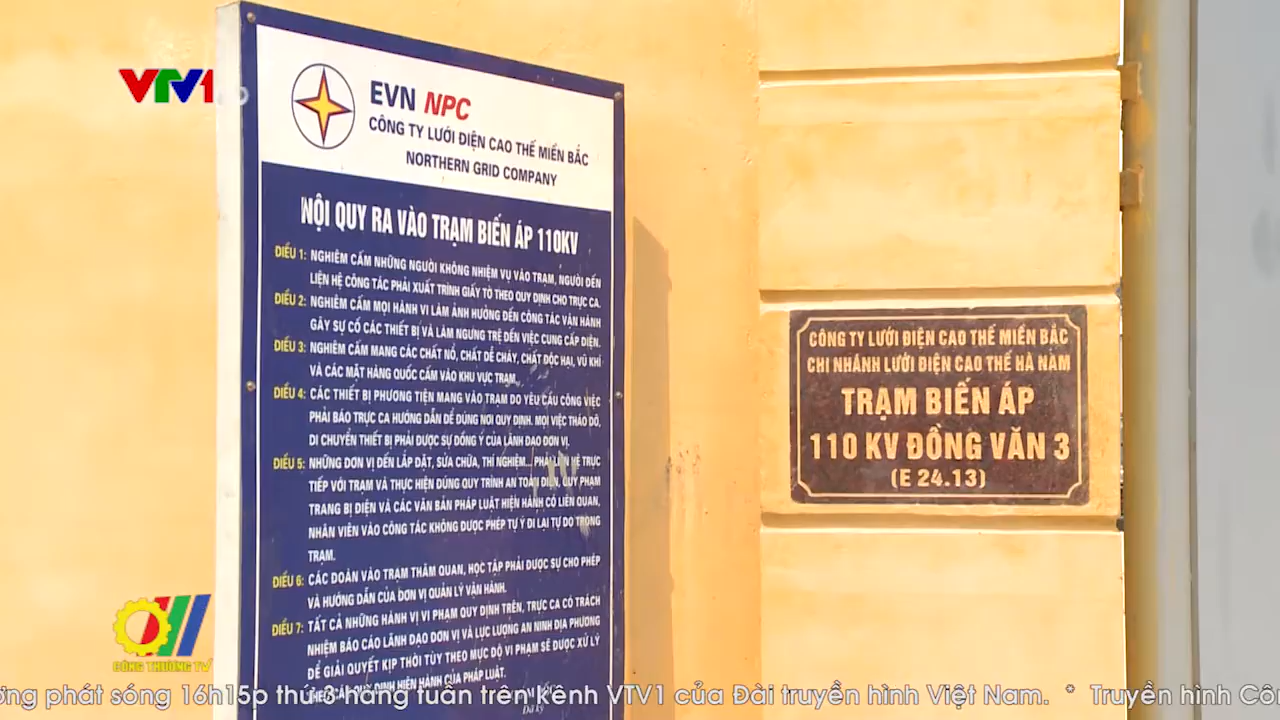 VTV1
EVN NPC
CÔNG TY LƯỚI ĐIỆN CAO THẾ MIỀN BẮC
NORTHERN GRID COMPANY
NỘI QUY RA VÀO TRẠM BIẾN ÁP 110KV
ĐIỀU 1: NGHIÊM CẤM NHỮNG NGƯỜI KHÔNG NHIỆM VỤ VÀO TRẠM, NGƯỜI ĐẾN
LIÊN HỆ CÔNG TÁC PHẢI XUẤT TRÌNH GIẤY TỜ THEO QUY ĐỊNH CHO TRỰC CA.
ĐIỀU 2: NGHIÊM CẤM MỌI HÀNH VI LÀM ẢNH HƯỞNG ĐẾN CÔNG TÁC VẬN HÀNH
GÂY SỰ CỐ CÁC THIẾT BỊ VÀ LÀM NGƯNG TRỆ ĐẾN VIỆC CUNG CẤP ĐIỆN.
ĐIỀU 3: NGHIÊM CẤM MANG CÁC CHẤT NỔ, CHẤT DỄ CHÁY, CHẤT ĐỘC HẠI, VŨ KHÍ
VÀ CÁC MẶT HÀNG QUỐC CẤM VÀO KHU VỰC TRẠM.
ĐIỀU 4: CÁC THIẾT BỊ PHƯƠNG TIỆN MANG VÀO TRẠM DO YÊU CẦU CÔNG VIỆC
PHẢI BÁO TRỰC CA HƯỚNG DẪN ĐỂ ĐÚNG NƠI QUY ĐỊNH. MỌI VIỆC THÁO DỠ,
DI CHUYỂN THIẾT BỊ PHẢI ĐƯỢC SỰ ĐỒNG Ý CỦA LÃNH ĐẠO ĐƠN VỊ.
ĐIỀU 5: NHỮNG ĐƠN VỊ ĐẾN LẮP ĐẶT, SỬA CHỮA, THÍ NGHIỆM... PHẢI LIÊN HỆ TRỰC
TIẾP VỚI TRẠM VÀ THỰC HIỆN ĐÚNG QUY TRÌNH AN TOÀN ĐIỆN, QUY PHẠM
TRANG BỊ ĐIỆN VÀ CÁC VĂN BẢN PHÁP LUẬT HIỆN HÀNH CÓ LIÊN QUAN,
NHÂN VIÊN VÀO CÔNG TÁC KHÔNG ĐƯỢC PHÉP TỰ Ý ĐI LẠI TỰ DO TRONG
TRẠM.
ĐIỀU 6: CÁC ĐOÀN VÀO TRẠM THĂM QUAN, HỌC TẬP PHẢI ĐƯỢC SỰ CHO PHÉP
VÀ HƯỚNG DẪN CỦA ĐƠN VỊ QUẢN LÝ VẬN HÀNH.
ĐIỀU 7: TẤT CẢ NHỮNG HÀNH VI VI PHẠM QUY ĐỊNH TRÊN, TRỰC CA CÓ TRÁCH
NHIỆM BÁO CÁO LÃNH ĐẠO ĐƠN VỊ VÀ LỰC LƯỢNG AN NINH ĐỊA PHƯƠNG
ĐỂ GIẢI QUYẾT KỊP THỜI TÙY THEO MỨC ĐỘ VI PHẠM SẼ ĐƯỢC XỬ LÝ
THEO CÁC QUY ĐỊNH HIỆN HÀNH CỦA PHÁP LUẬT.
CÔNG TY LƯỚI ĐIỆN CAO THẾ MIỀN BẮC
CHI NHÁNH LƯỚI ĐIỆN CAO THẾ HÀ NAM
TRẠM BIẾN ÁP
110 KV ĐỒNG VĂN 3
(E 24.13)
CÔNG THƯƠNG TV
ơng phát sóng 16h15p thứ 3 hàng tuần trên kênh VTV1 của Đài truyền hình Việt Nam. * Truyền hình Côn